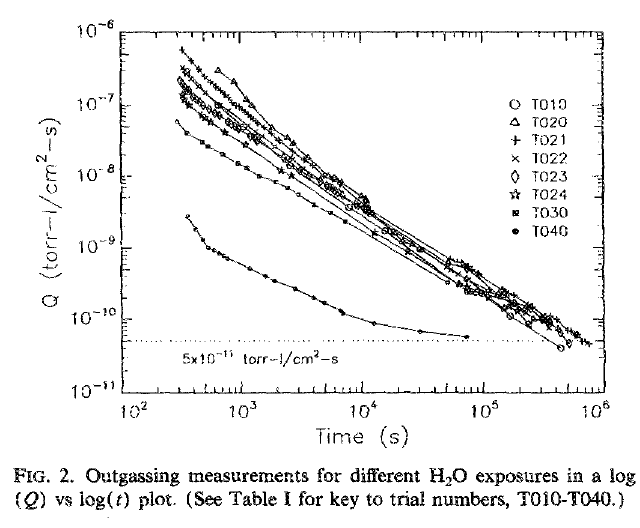 10⁻⁶
10⁻⁷
10⁻⁸
10⁻⁹
10⁻¹⁰
10⁻¹¹
Q (torr-l/cm²-s)
T010
T020
T021
T022
T023
T024
T030
T040
5x10⁻¹¹ torr-l/cm²-s
10² 10³ 10⁴ 10⁵ 10⁶
Time (s)
FIG. 2. Outgassing measurements for different H₂O exposures in a log
(Q) vs log(t) plot. (See Table I for key to trial numbers, T010-T040.)